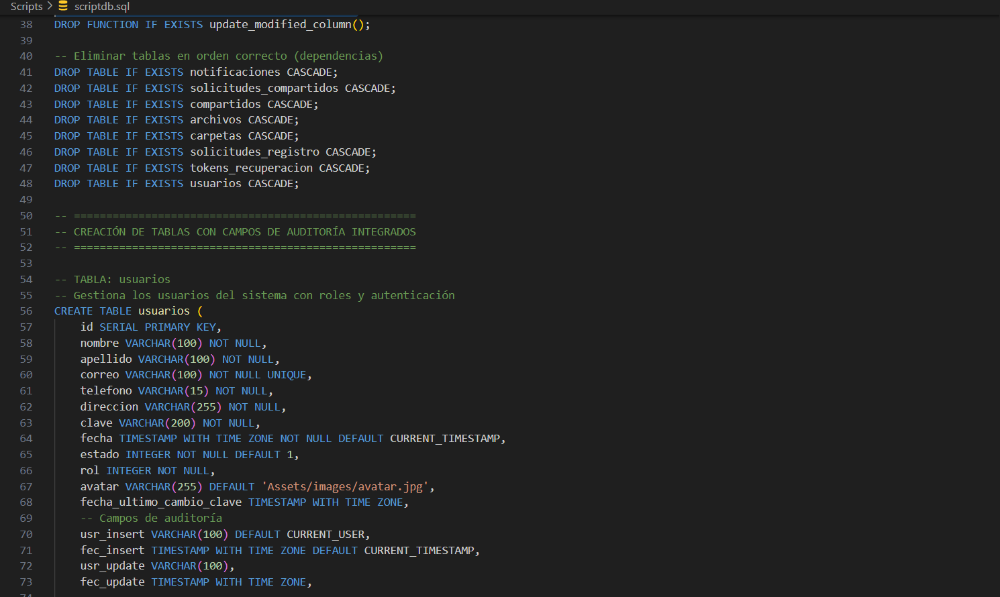 Scripts > scriptdb.sql
38 DROP FUNCTION IF EXISTS update_modified_column();
39
40 -- Eliminar tablas en orden correcto (dependencias)
41 DROP TABLE IF EXISTS notificaciones CASCADE;
42 DROP TABLE IF EXISTS solicitudes_compartidos CASCADE;
43 DROP TABLE IF EXISTS compartidos CASCADE;
44 DROP TABLE IF EXISTS archivos CASCADE;
45 DROP TABLE IF EXISTS carpetas CASCADE;
46 DROP TABLE IF EXISTS solicitudes_registro CASCADE;
47 DROP TABLE IF EXISTS tokens_recuperacion CASCADE;
48 DROP TABLE IF EXISTS usuarios CASCADE;
49
50 -- =====================================================
51 -- CREACIÓN DE TABLAS CON CAMPOS DE AUDITORÍA INTEGRADOS
52 -- =====================================================
53
54 -- TABLA: usuarios
55 -- Gestiona los usuarios del sistema con roles y autenticación
56 CREATE TABLE usuarios (
57 id SERIAL PRIMARY KEY,
58 nombre VARCHAR(100) NOT NULL,
59 apellido VARCHAR(100) NOT NULL,
60 correo VARCHAR(100) NOT NULL UNIQUE,
61 telefono VARCHAR(15) NOT NULL,
62 direccion VARCHAR(255) NOT NULL,
63 clave VARCHAR(200) NOT NULL,
64 fecha TIMESTAMP WITH TIME ZONE NOT NULL DEFAULT CURRENT_TIMESTAMP,
65 estado INTEGER NOT NULL DEFAULT 1,
66 rol INTEGER NOT NULL,
67 avatar VARCHAR(255) DEFAULT 'Assets/images/avatar.jpg',
68 fecha_ultimo_cambio_clave TIMESTAMP WITH TIME ZONE,
69 -- Campos de auditoría
70 usr_insert VARCHAR(100) DEFAULT CURRENT_USER,
71 fec_insert TIMESTAMP WITH TIME ZONE DEFAULT CURRENT_TIMESTAMP,
72 usr_update VARCHAR(100),
73 fec_update TIMESTAMP WITH TIME ZONE,
74